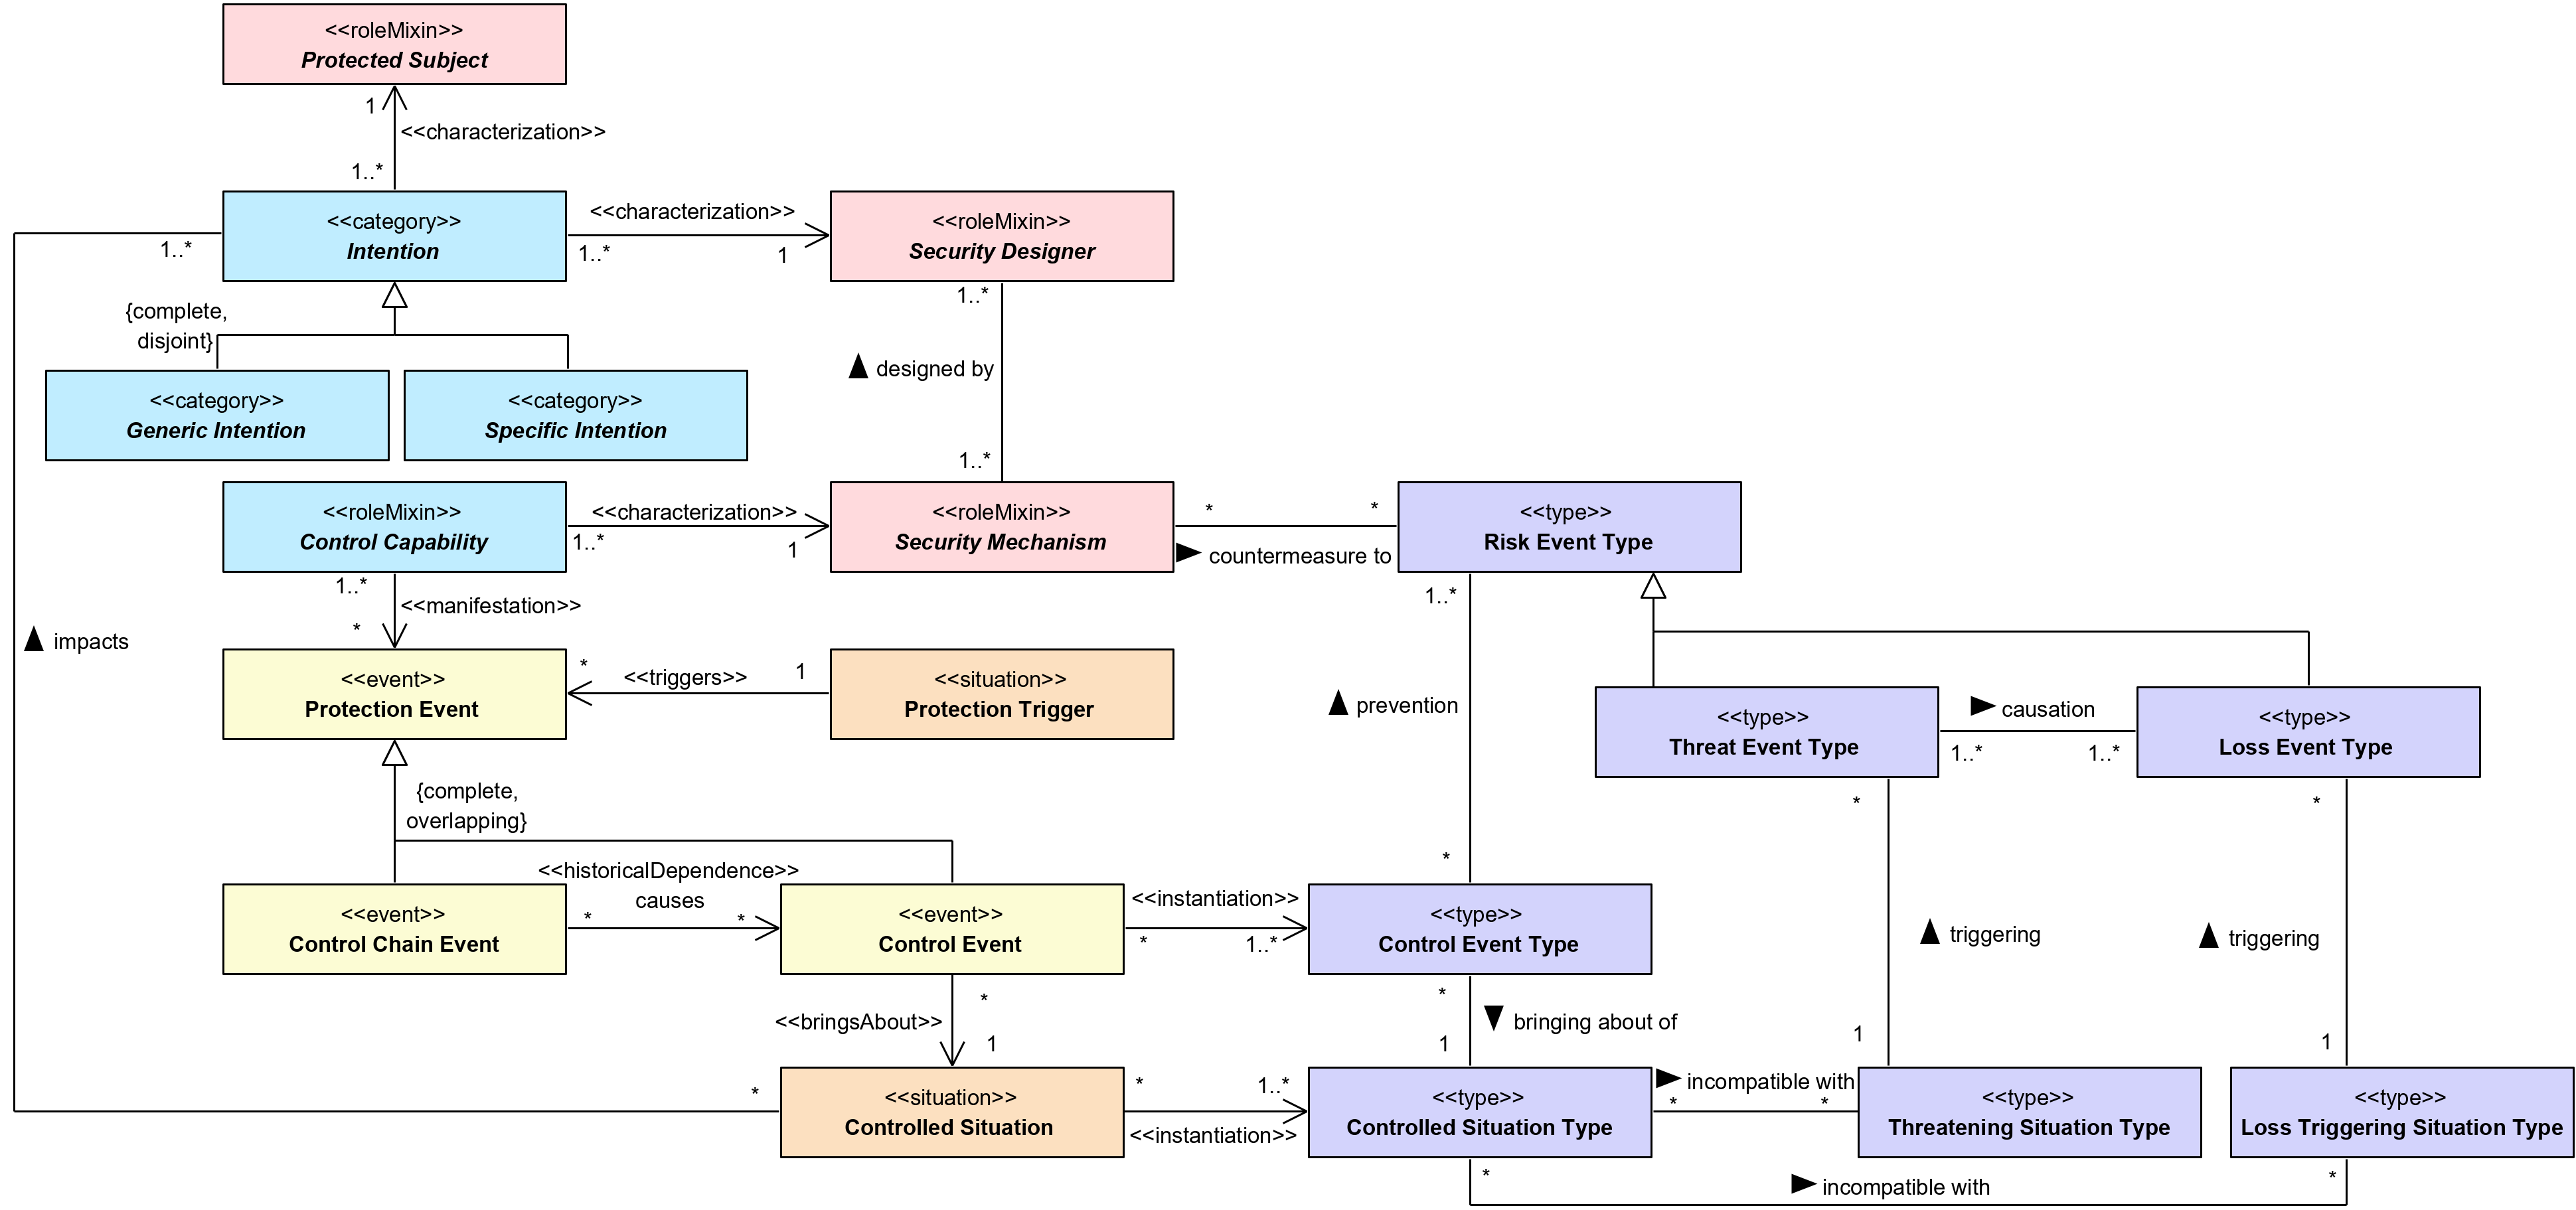 <<roleMixin>>
Protected Subject
1
<<characterization>>
1..*
<<category>>
Intention
1..*
<<characterization>>
1..*
1
<<roleMixin>>
Security Designer
1..*
{complete,
disjoint}
<<category>>
Generic Intention
<<category>>
Specific Intention
designed by
1..*
<<roleMixin>>
Control Capability
<<characterization>>
1..*
1
<<roleMixin>>
Security Mechanism
*
*
countermeasure to
<<type>>
Risk Event Type
1..*
<<manifestation>>
*
1..*
impacts
<<event>>
Protection Event
*
<<triggers>>
1
<<situation>>
Protection Trigger
prevention
<<type>>
Threat Event Type
causation
1..*
1..*
<<type>>
Loss Event Type
{complete,
overlapping}
*
*
*
<<event>>
Control Chain Event
<<historicalDependence>>
causes
*
*
<<event>>
Control Event
<<instantiation>>
*
1..*
<<type>>
Control Event Type
triggering
triggering
*
<<bringsAbout>>
1
*
bringing about of
1
1
1
*
<<situation>>
Controlled Situation
*
1..*
<<instantiation>>
<<type>>
Controlled Situation Type
incompatible with
*
*
<<type>>
Threatening Situation Type
<<type>>
Loss Triggering Situation Type
*
incompatible with
*